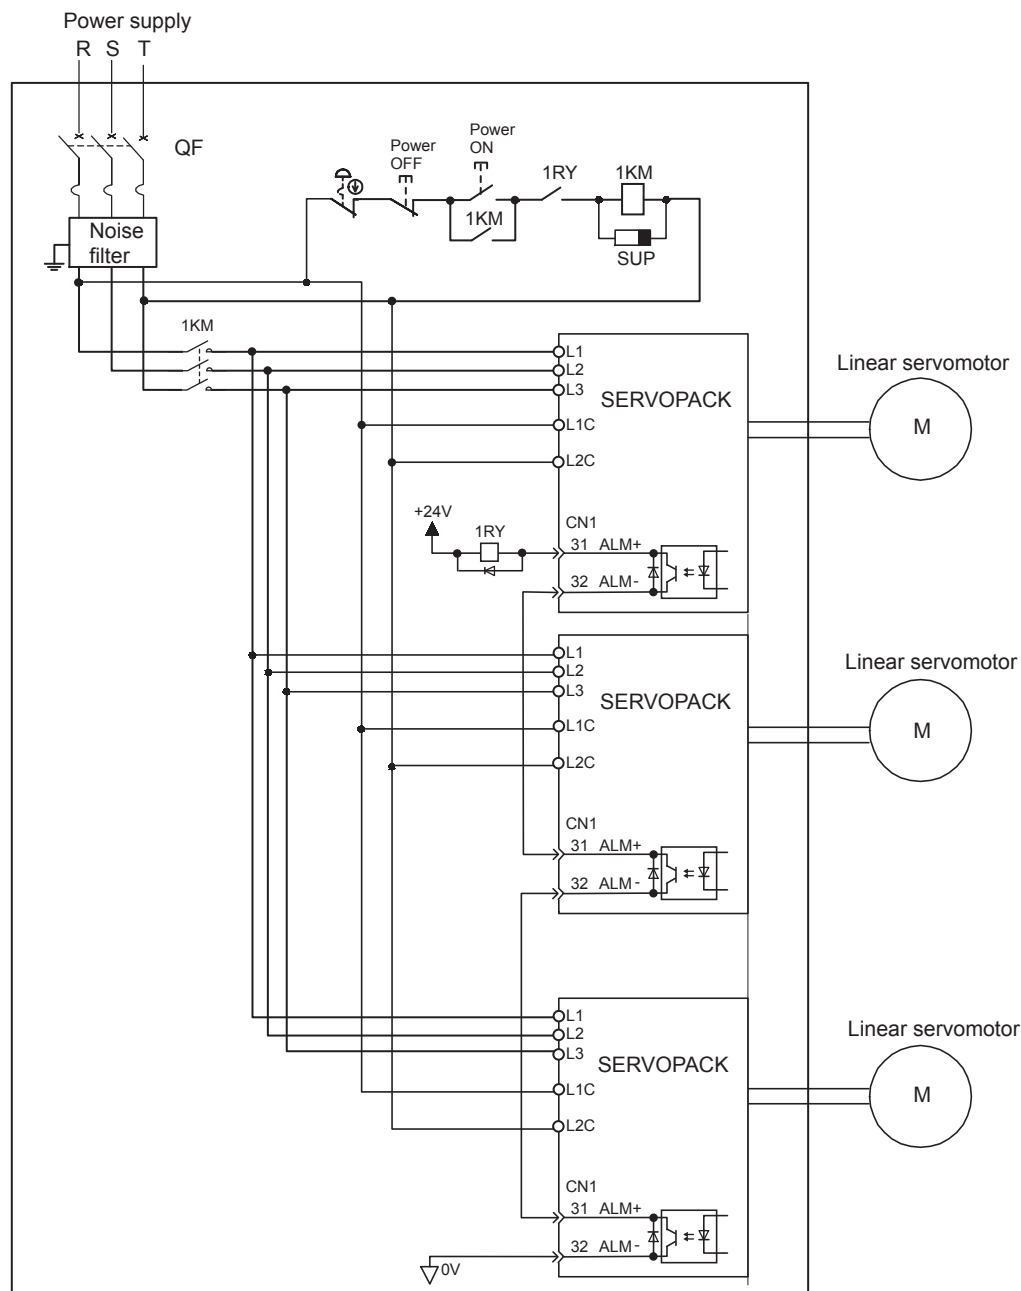 Power supply
R S T
QF
Power
OFF
Power
ON
1RY
1KM
1KM
SUP
Noise
filter
1KM
L1
L2
L3
L1C
L2C
SERVOPACK
Linear servomotor
M
+24V
1RY
CN1
31 ALM+
32 ALM-
L1
L2
L3
L1C
L2C
SERVOPACK
Linear servomotor
M
CN1
31 ALM+
32 ALM-
L1
L2
L3
L1C
L2C
SERVOPACK
Linear servomotor
M
CN1
31 ALM+
32 ALM-
0V